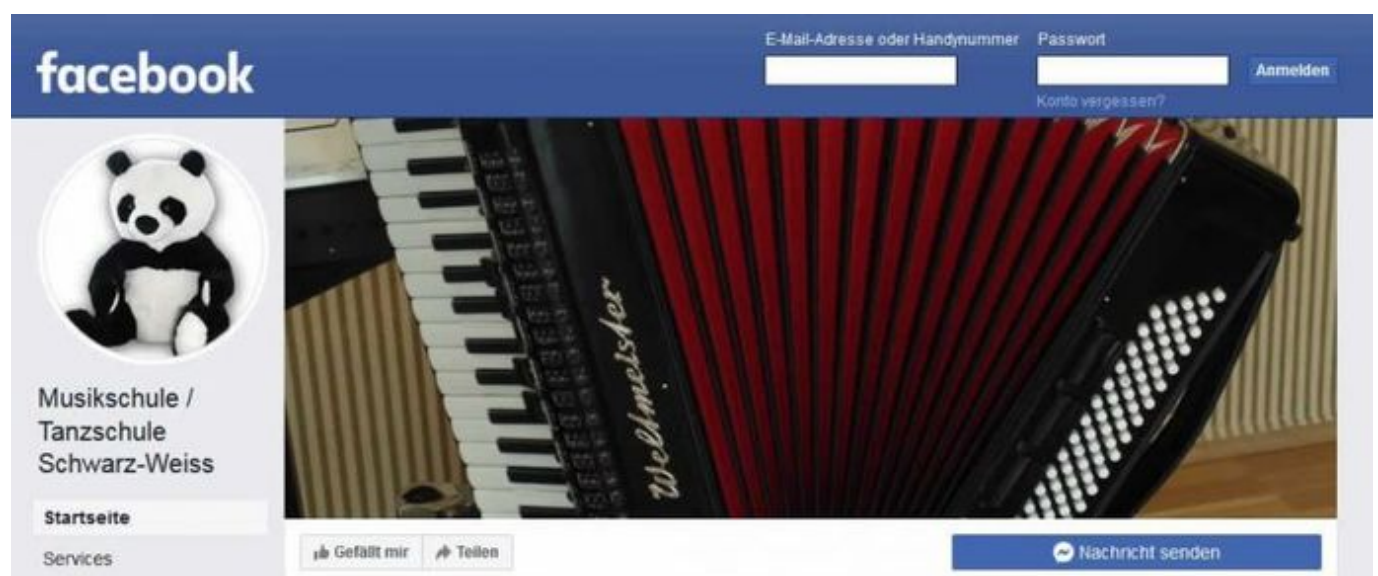 E-Mail-Adresse oder Handynummer
Passwort
facebook
Anmelden
Konto vergessen?
Weltmeister
Musikschule /
Tanzschule
Schwarz-Weiss
Startseite
Services
Gefällt mir
Teilen
Nachricht senden